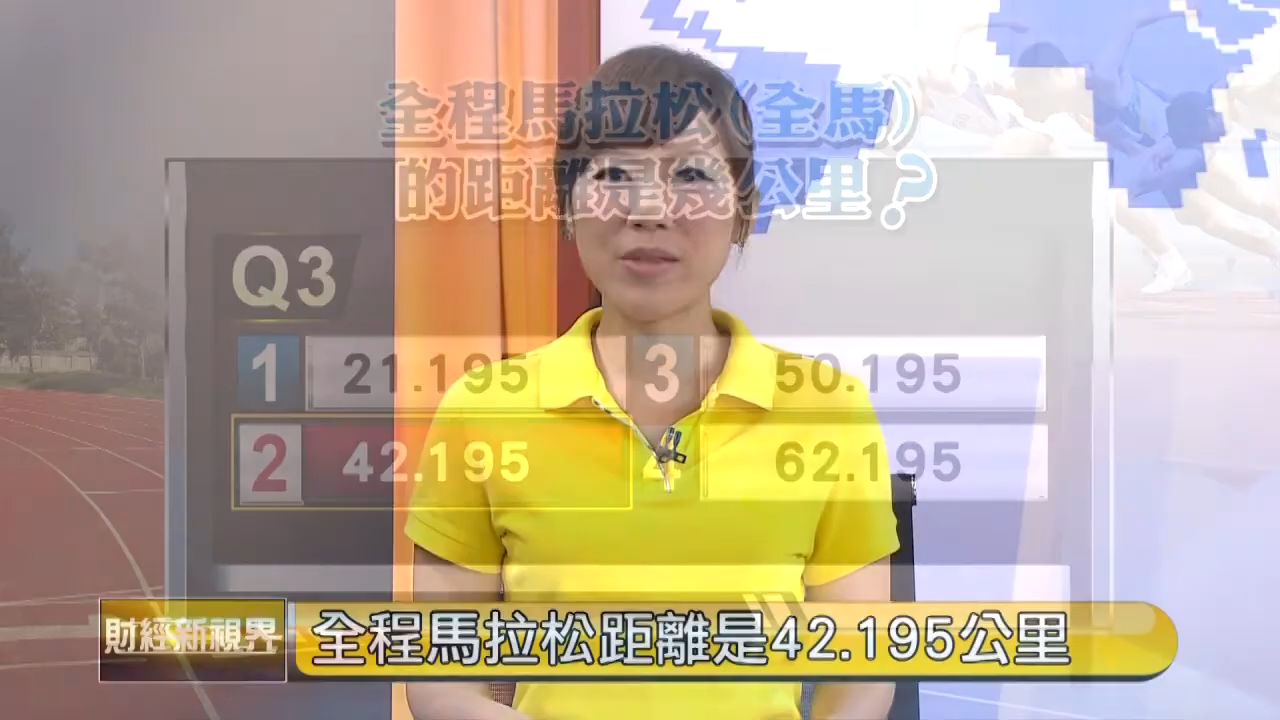 全程馬拉松(全馬)
的距離是幾公里?
Q3
1 21.195
3 50.195
2 42.195
4 62.195
財經新視界
全程馬拉松距離是42.195公里